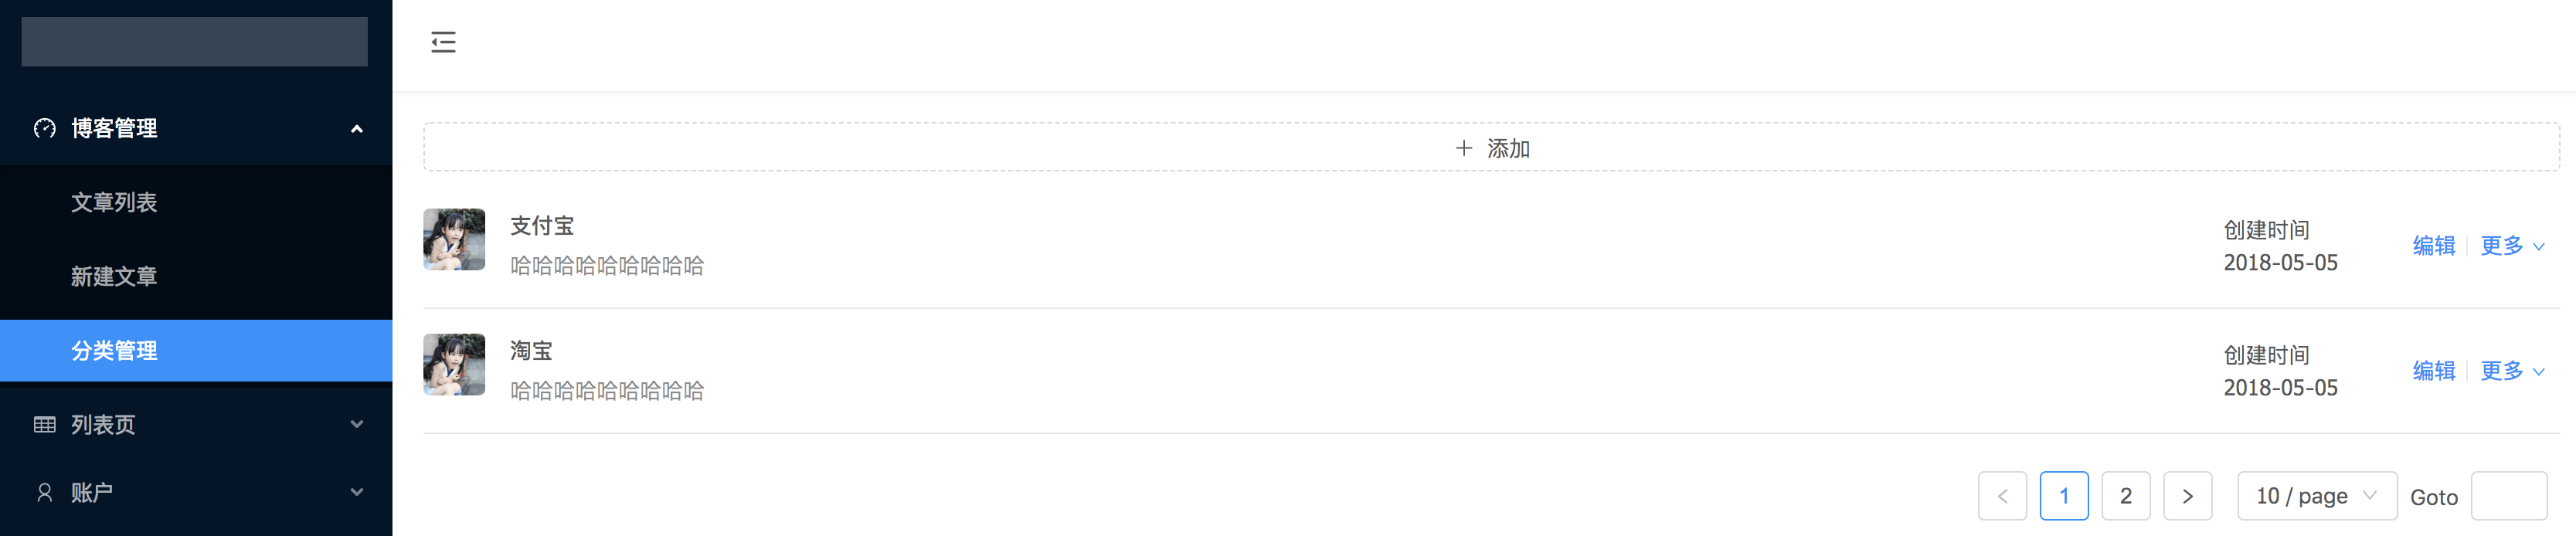 博客管理
文章列表
新建文章
分类管理
列表页
账户
添加
支付宝
哈哈哈哈哈哈哈哈哈
创建时间
2018-05-05
编辑 更多
淘宝
哈哈哈哈哈哈哈哈哈
创建时间
2018-05-05
编辑 更多
1 2 10 / page Goto